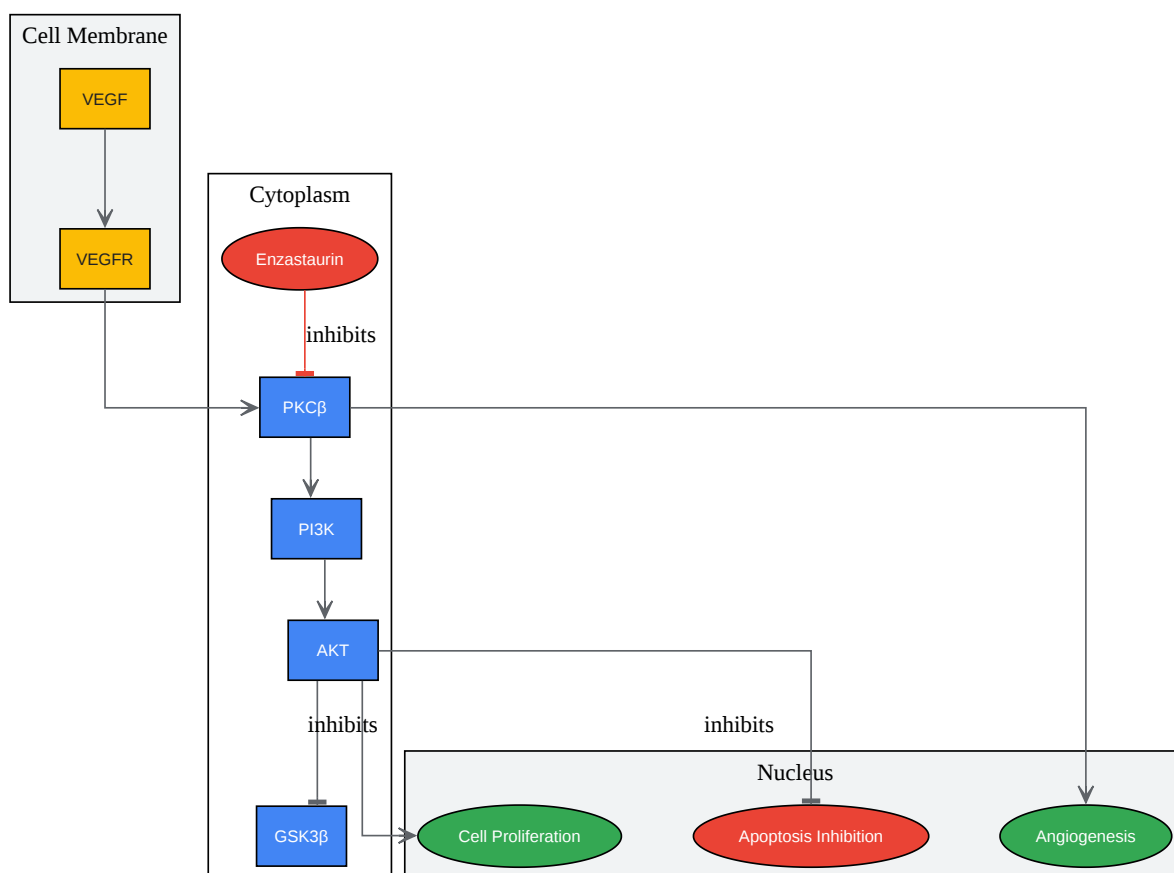 Cell Membrane
VEGF
VEGFR
Cytoplasm
Enzastaurin
inhibits
PKCβ
PI3K
AKT
inhibits
inhibits
GSK3β
Nucleus
Cell Proliferation
Apoptosis Inhibition
Angiogenesis